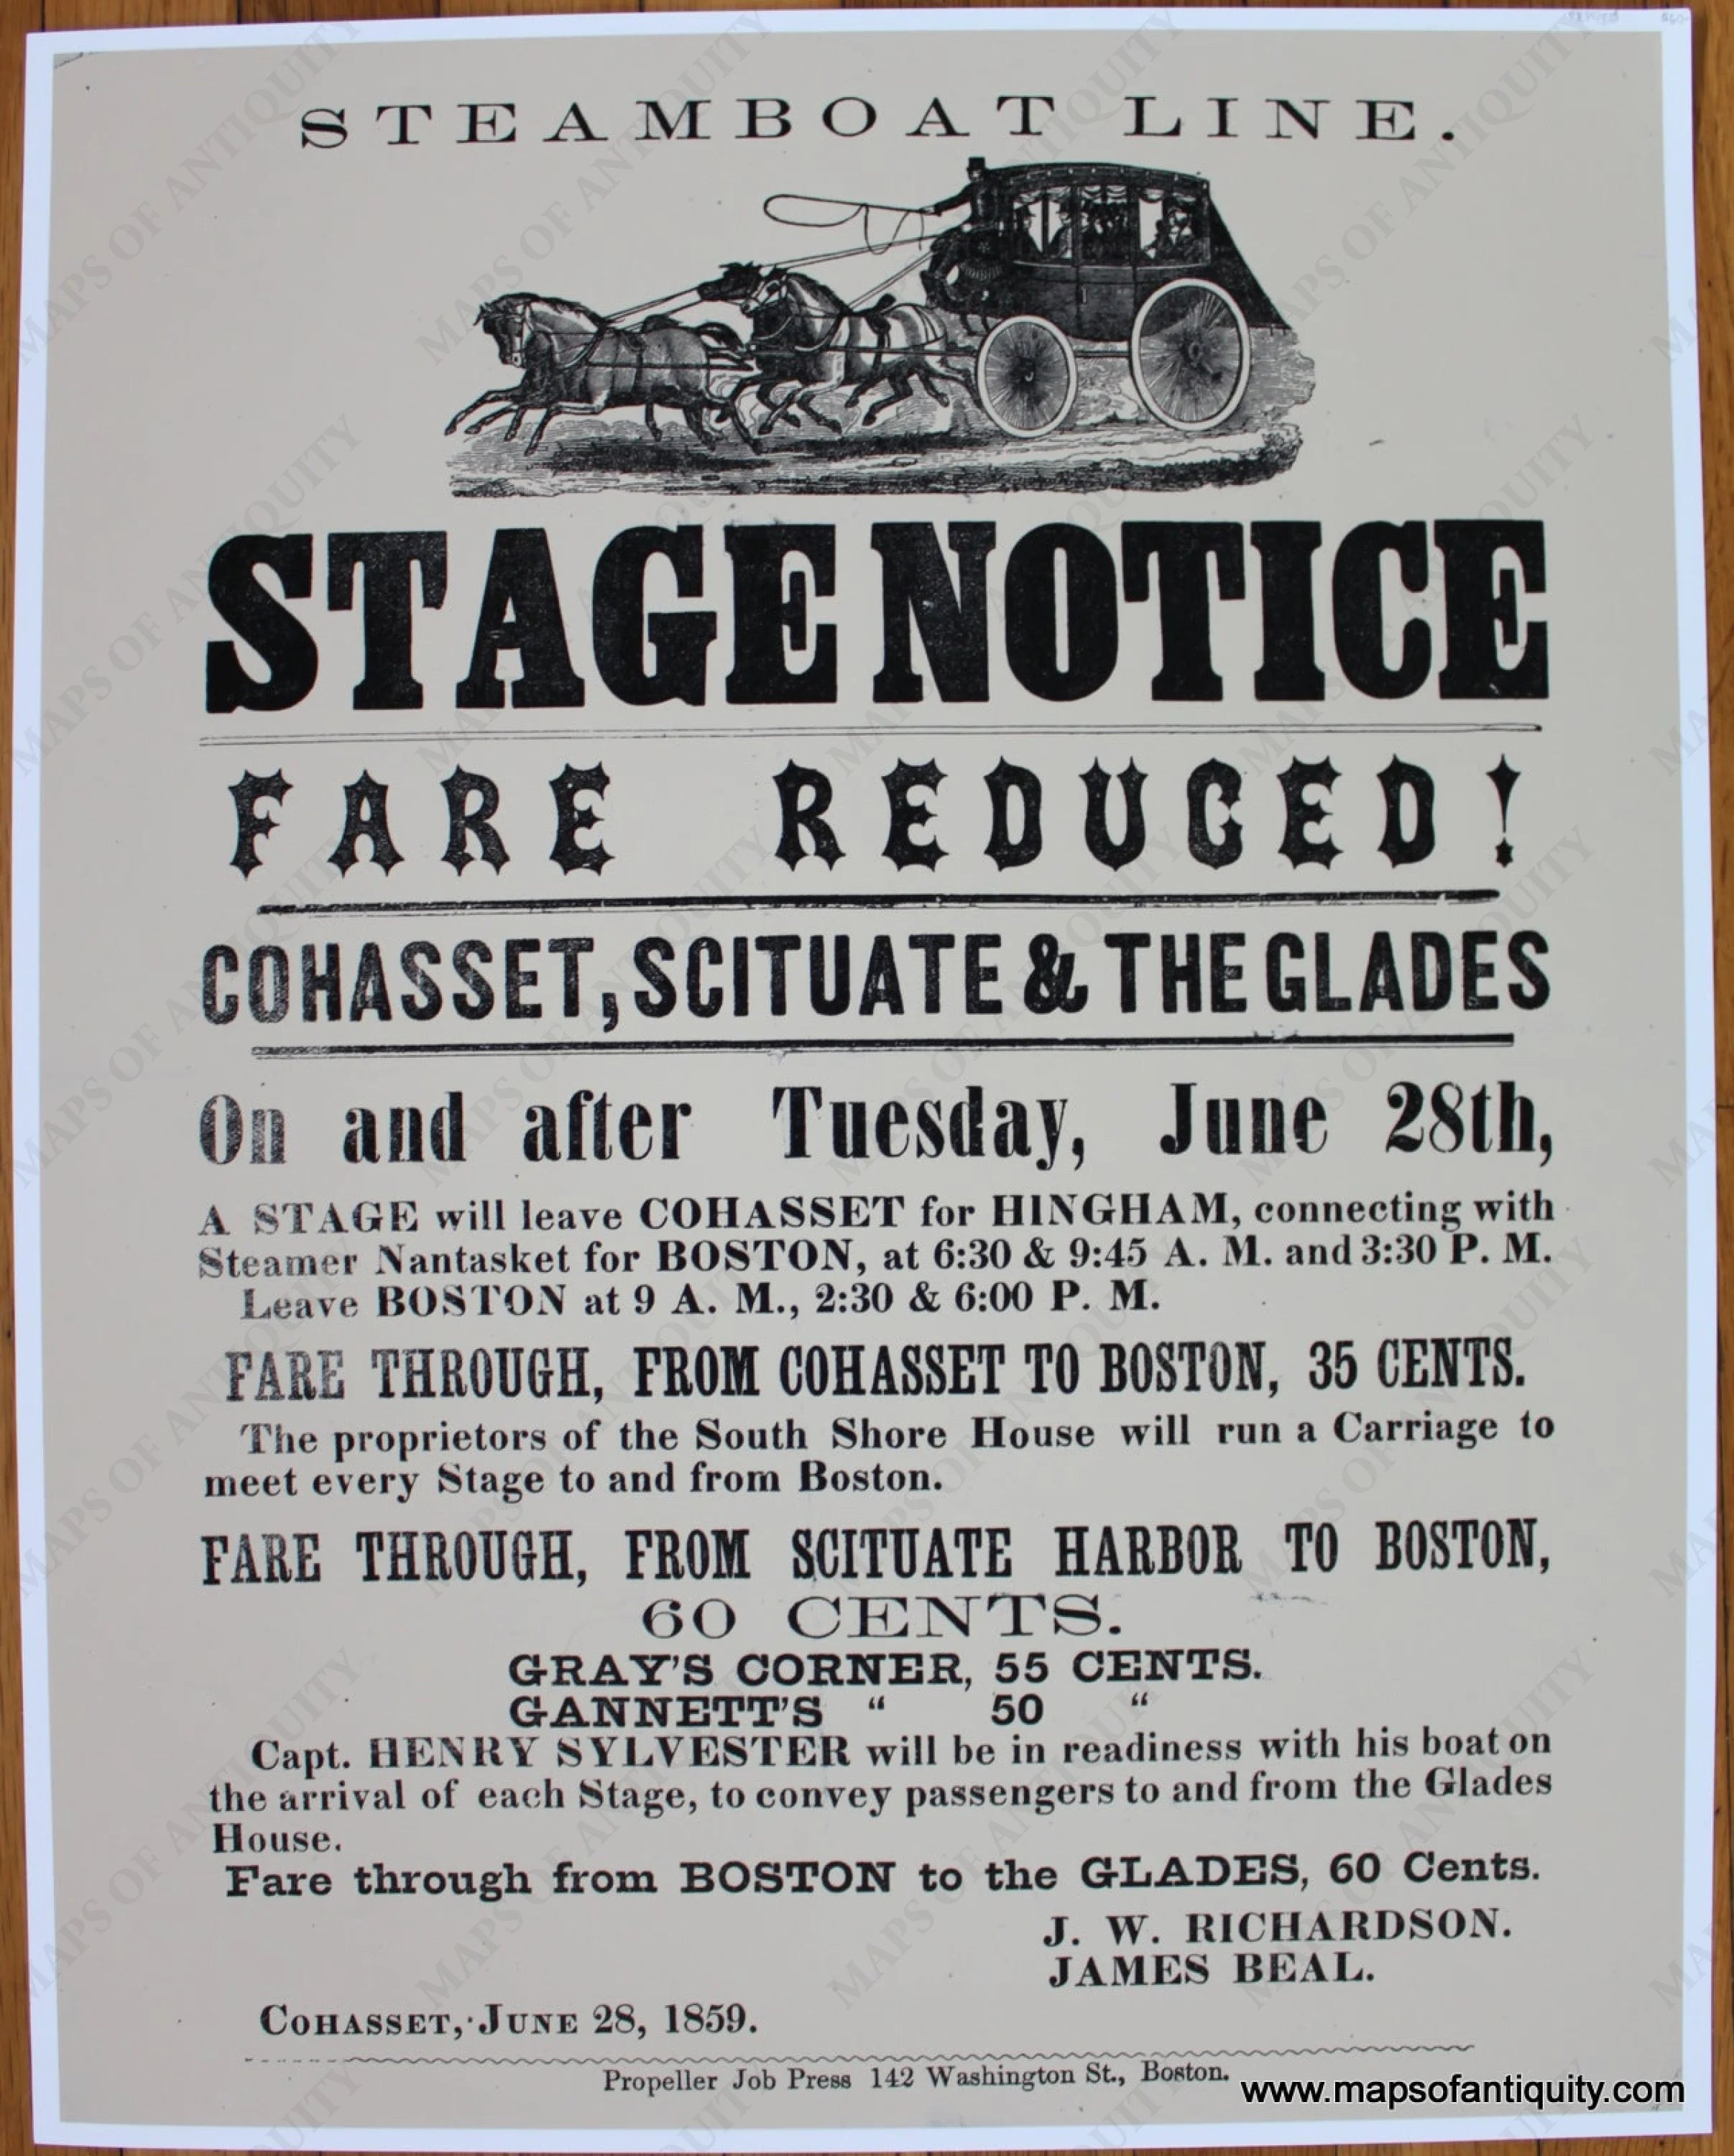 STEAMBOAT LINE.
STAGE NOTICE
FARE REDUCED!
COHASSET, SCITUATE & THE GLADES
On and after Tuesday, June 28th,
A STAGE will leave COHASSET for HINGHAM, connecting with
Steamer Nantasket for BOSTON, at 6:30 & 9:45 A. M. and 3:30 P. M.
Leave BOSTON at 9 A. M., 2:30 & 6:00 P. M.
FARE THROUGH, FROM COHASSET TO BOSTON, 35 CENTS.
The proprietors of the South Shore House will run a Carriage to
meet every Stage to and from Boston.
FARE THROUGH, FROM SCITUATE HARBOR TO BOSTON,
60 CENTS.
GRAY'S CORNER, 55 CENTS.
GANNETT'S “ 50 “
Capt. HENRY SYLVESTER will be in readiness with his boat on
the arrival of each Stage, to convey passengers to and from the Glades
House.
Fare through from BOSTON to the GLADES, 60 Cents.
J. W. RICHARDSON.
JAMES BEAL.
COHASSET, JUNE 28, 1859.
Propeller Job Press 142 Washington St., Boston.
www.mapsofantiquity.com
MAPS OF ANTIQUITY